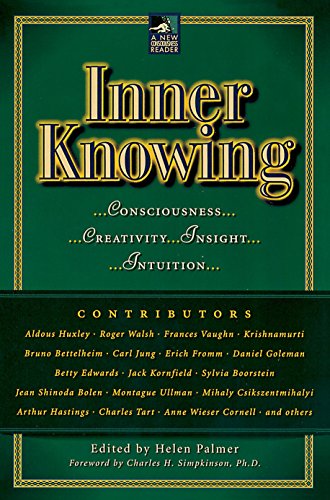 A NEW
CONSCIOUSNESS
READER
Inner
Knowing
...CONSCIOUSNESS...
...CREATIVITY...INSIGHT...
...INTUITION...
CONTRIBUTORS
Aldous Huxley · Roger Walsh · Frances Vaughn · Krishnamurti
Bruno Bettelheim · Carl Jung · Erich Fromm · Daniel Goleman
Betty Edwards · Jack Kornfield · Sylvia Boorstein
Jean Shinoda Bolen · Montague Ullman · Mihaly Csikszentmihalyi
Arthur Hastings · Charles Tart · Anne Wieser Cornell · and others
Edited by Helen Palmer
Foreword by Charles H. Simpkinson, Ph.D.